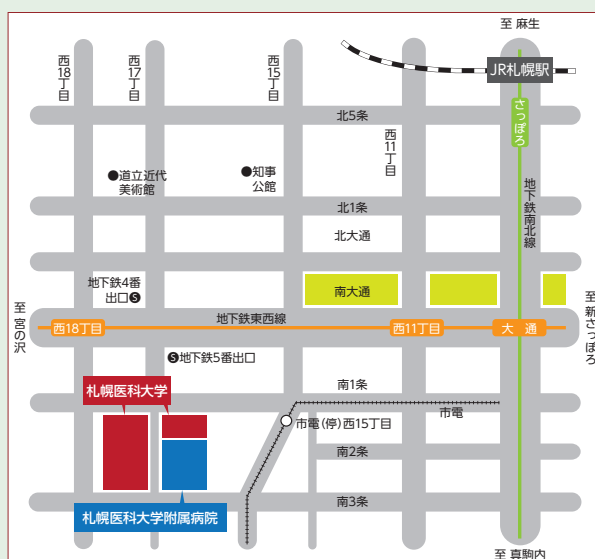 至 麻生
西18丁目
西17丁目
西15丁目
JR札幌駅
さっぽろ
北5条
西11丁目
●道立近代
美術館
●知事
公館
地下鉄南北線
北1条
北大通
地下鉄4番
出口S
南大通
至 宮の沢
地下鉄東西線
至 新さっぽろ
西18丁目
西11丁目
大 通
S地下鉄5番出口
札幌医科大学
南1条
市電
市電(停)西15丁目
南2条
南3条
札幌医科大学附属病院
至 真駒内